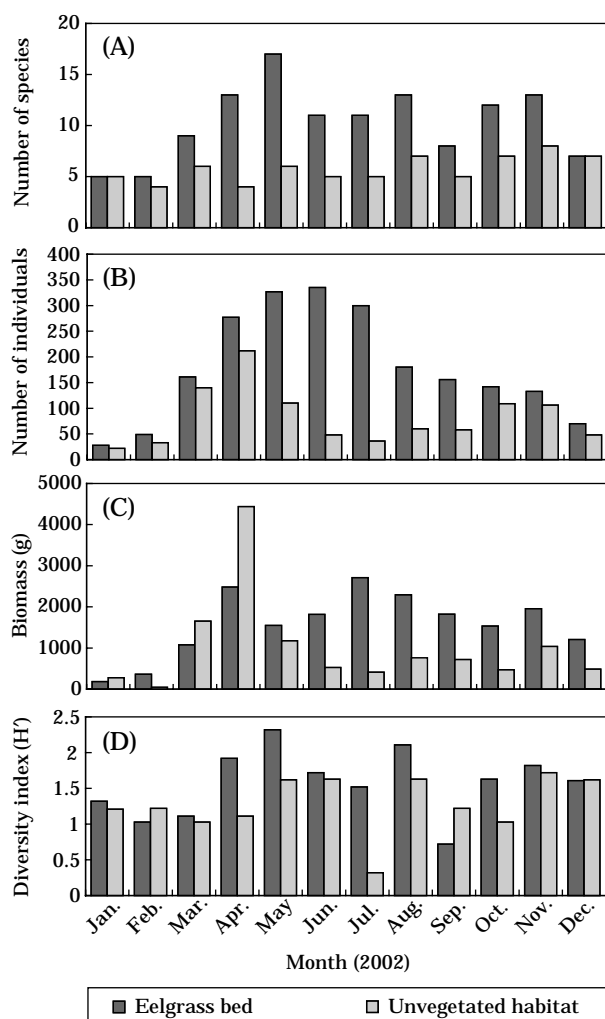 (A)
Number of species
20
15
10
5
0
(B)
Number of individuals
400
350
300
250
200
150
100
50
0
(C)
Biomass (g)
5000
4000
3000
2000
1000
0
(D)
Diversity index (H')
2.5
2
1.5
1
0.5
0
Jan. Feb. Mar. Apr. May Jun. Jul. Aug. Sep. Oct. Nov. Dec.
Month (2002)
Eelgrass bed Unvegetated habitat